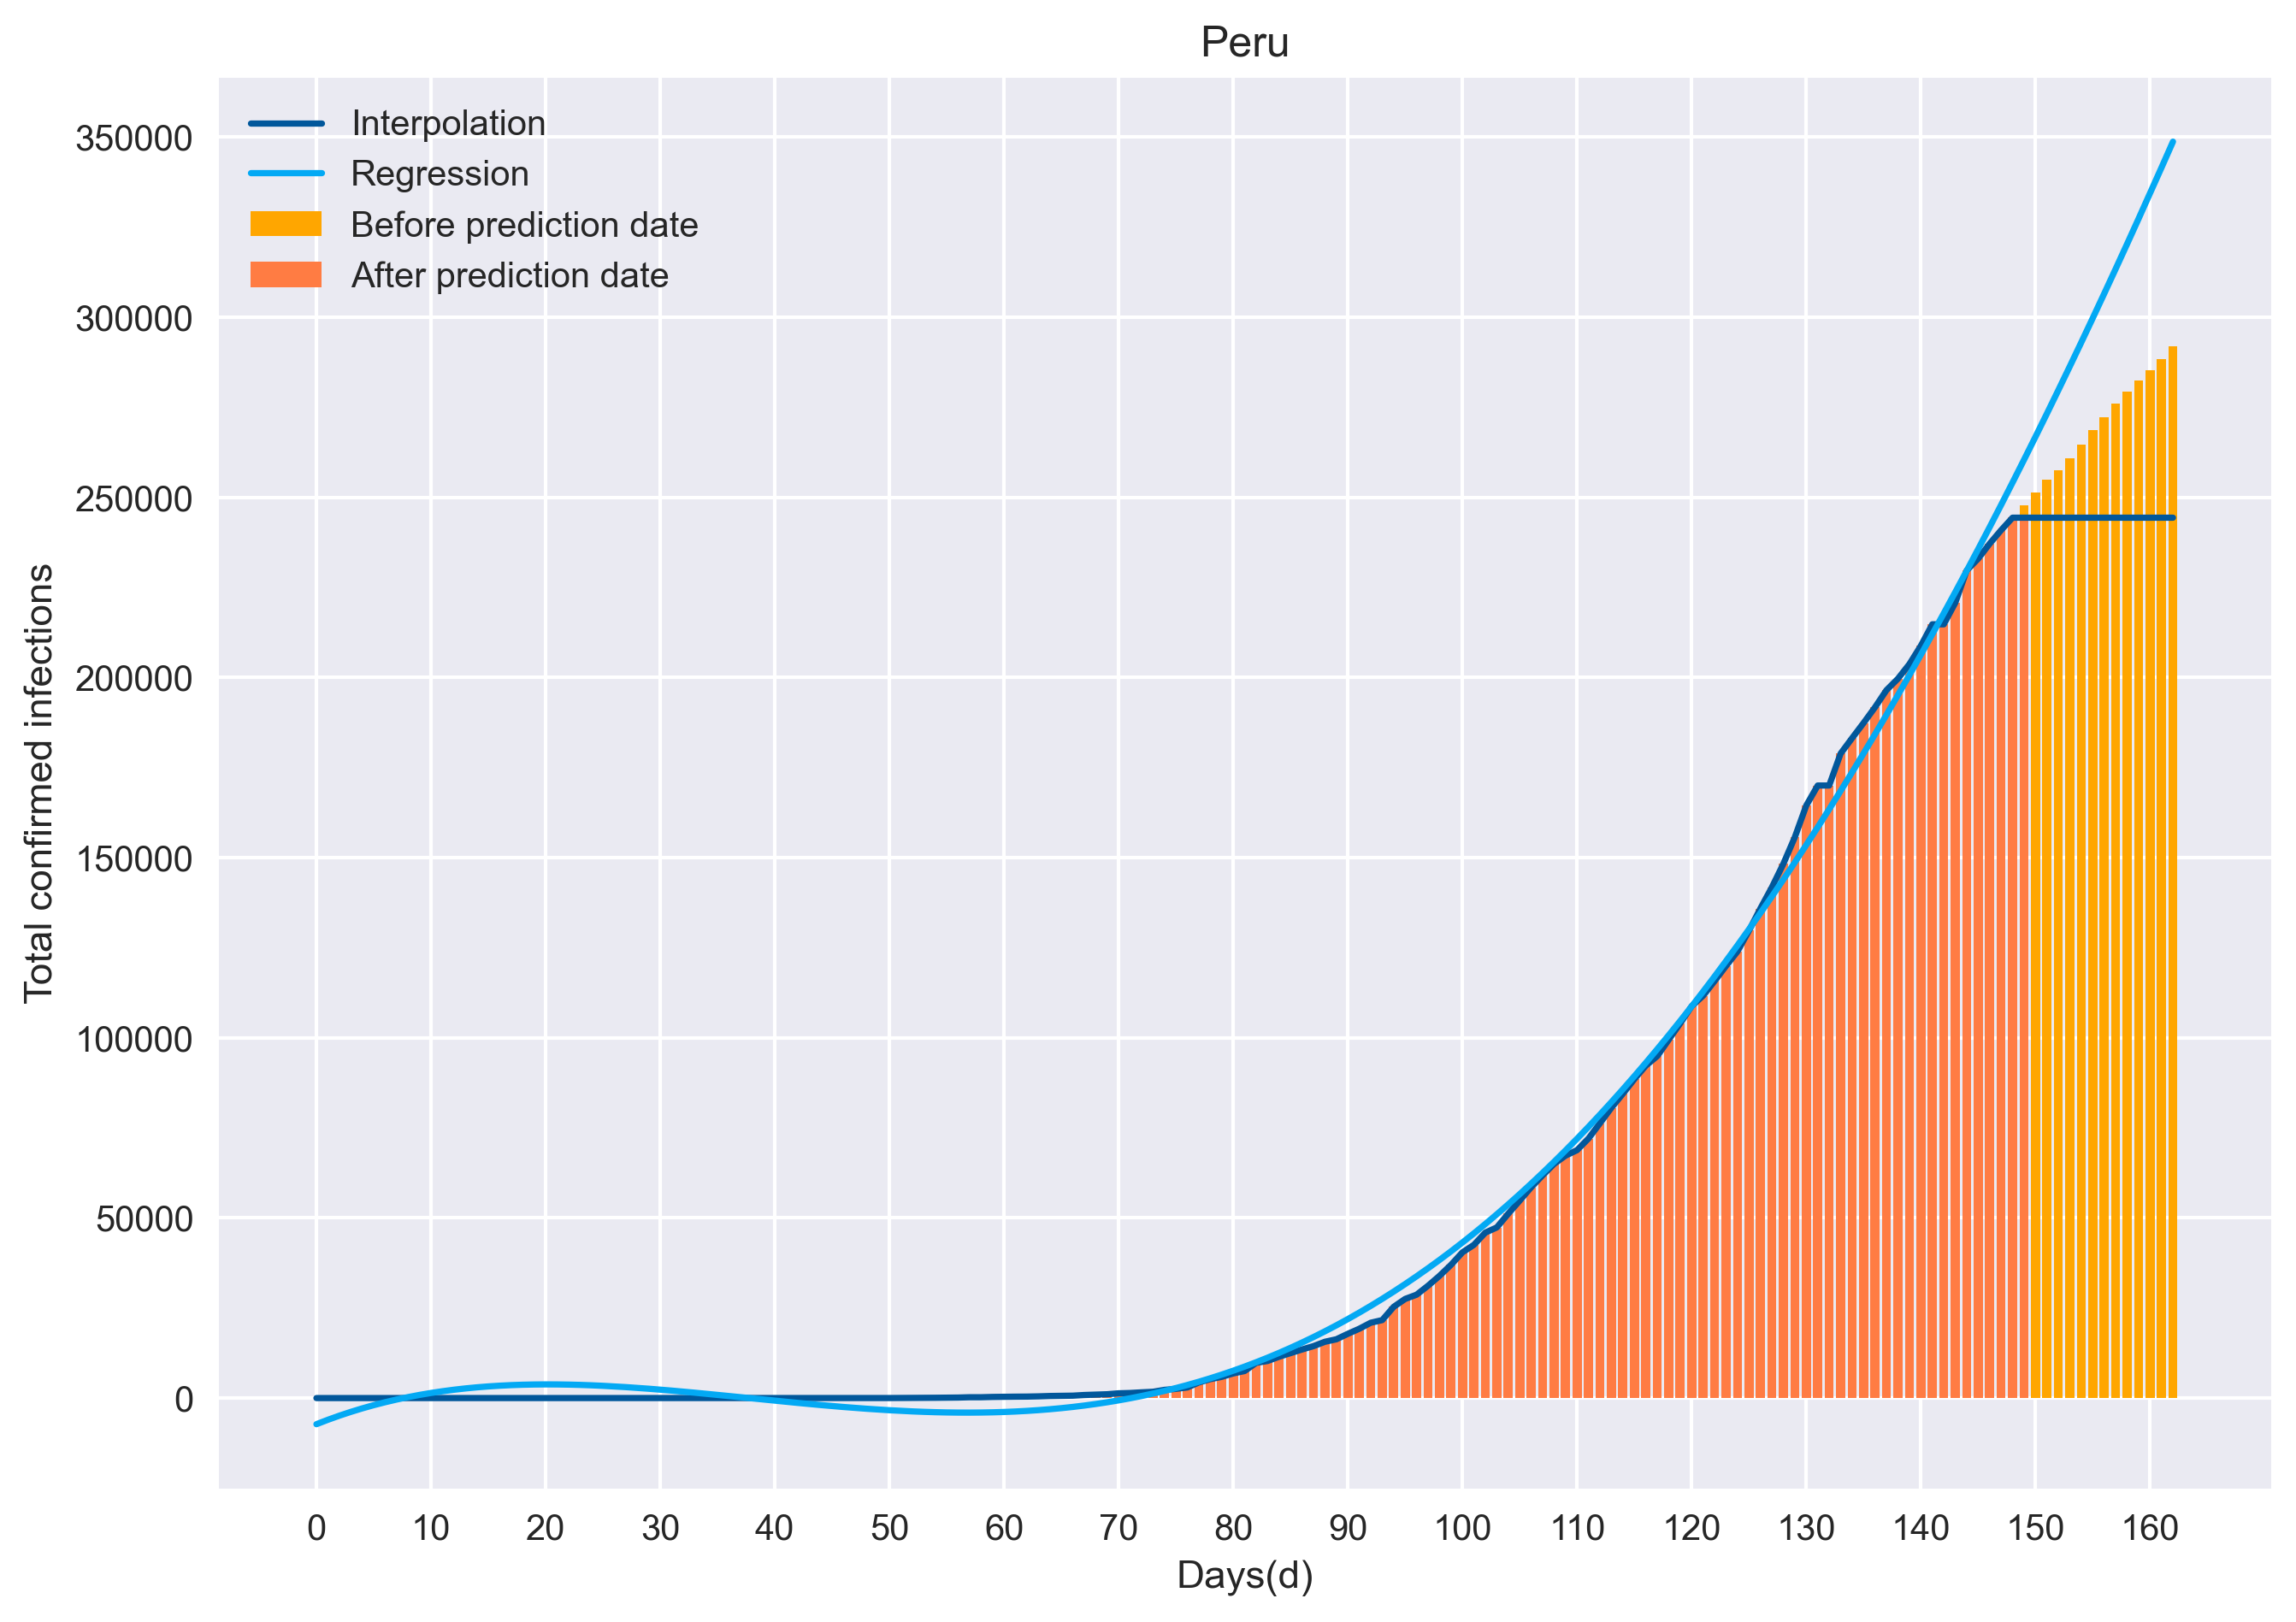 Peru
Interpolation
Regression
Before prediction date
After prediction date
350000
300000
250000
200000
150000
100000
50000
0
Total confirmed infections
0 10 20 30 40 50 60 70 80 90 100 110 120 130 140 150 160
Days(d)